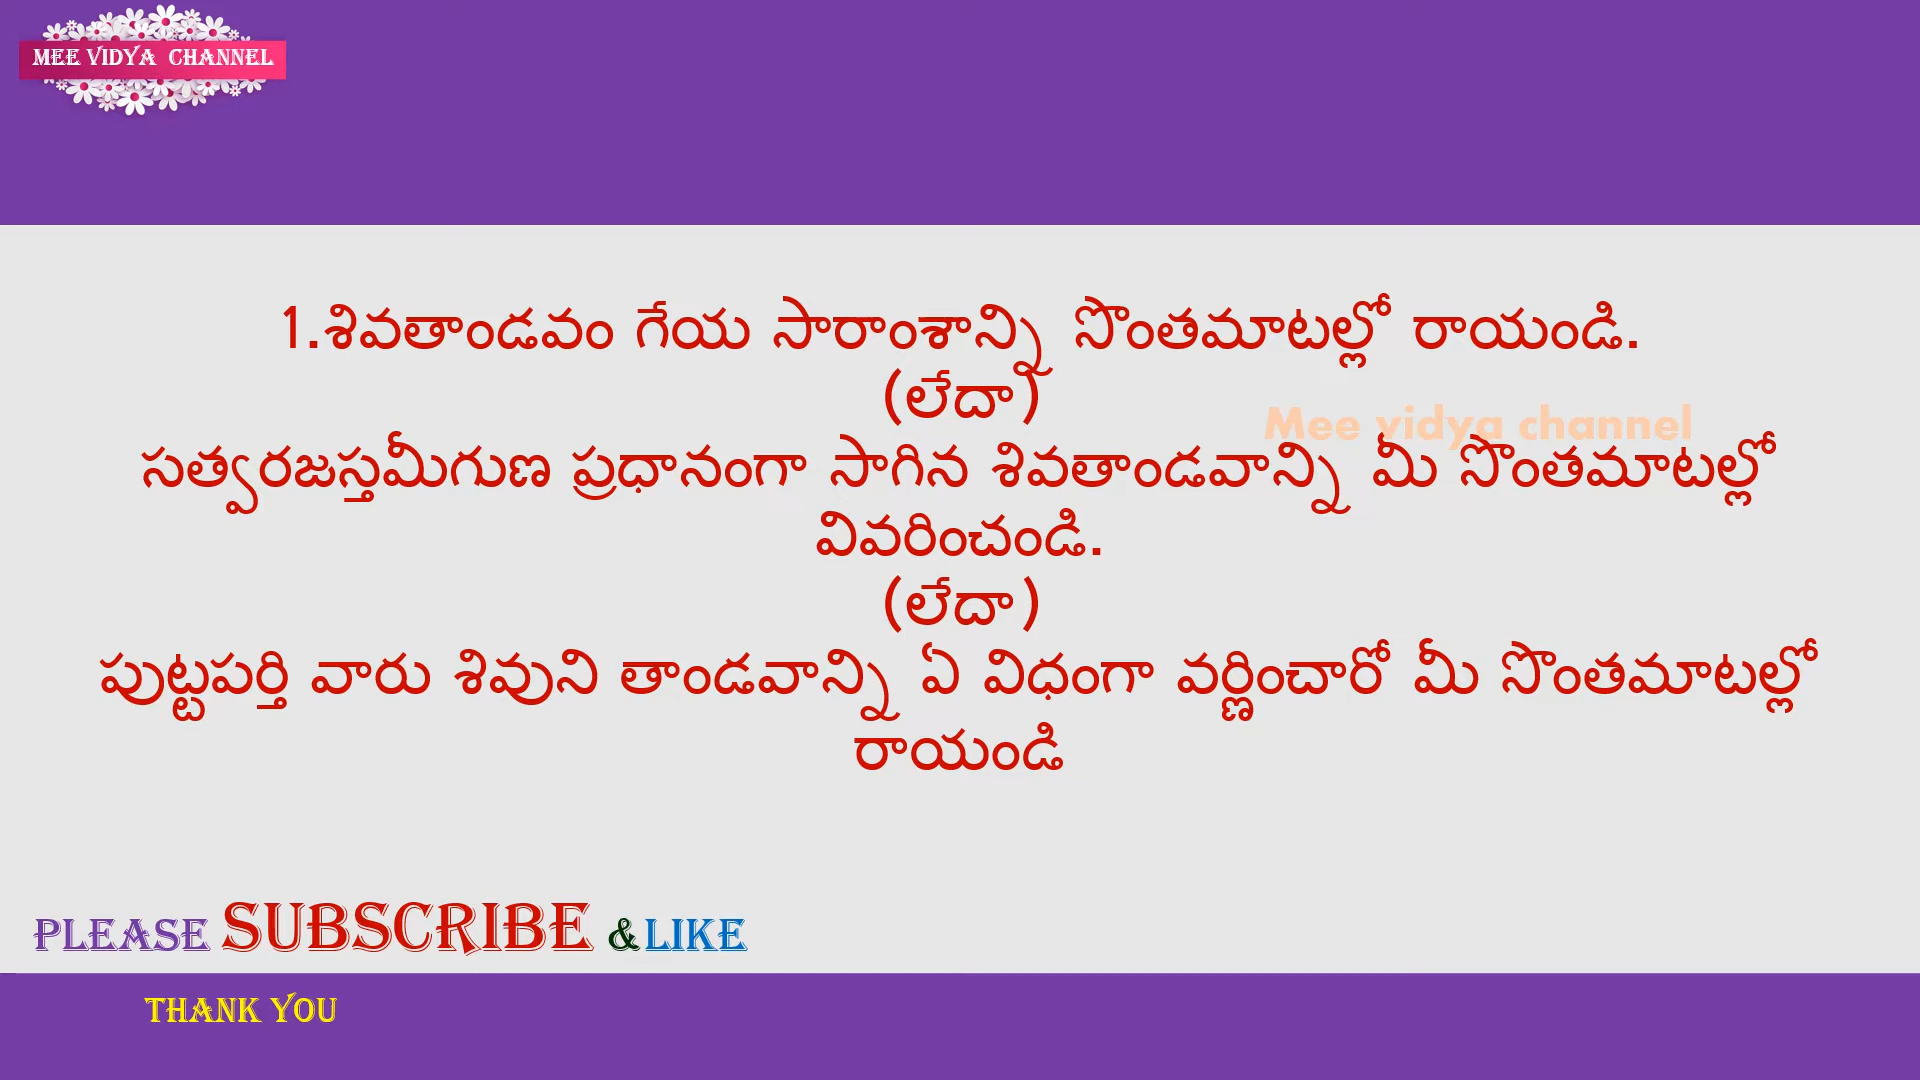 MEE VIDYA CHANNEL
1.శివతాండవం గేయ సారాంశాన్ని సొంతమాటల్లో రాయండి.
(లేదా)
Mee vidya channel
సత్వరజస్తమీగుణ ప్రధానంగా సాగిన శివతాండవాన్ని మీ సొంతమాటల్లో
వివరించండి.
(లేదా)
పుట్టపర్తి వారు శివుని తాండవాన్ని ఏ విధంగా వర్ణించారో మీ సొంతమాటల్లో
రాయండి
PLEASE SUBSCRIBE &LIKE
THANK YOU